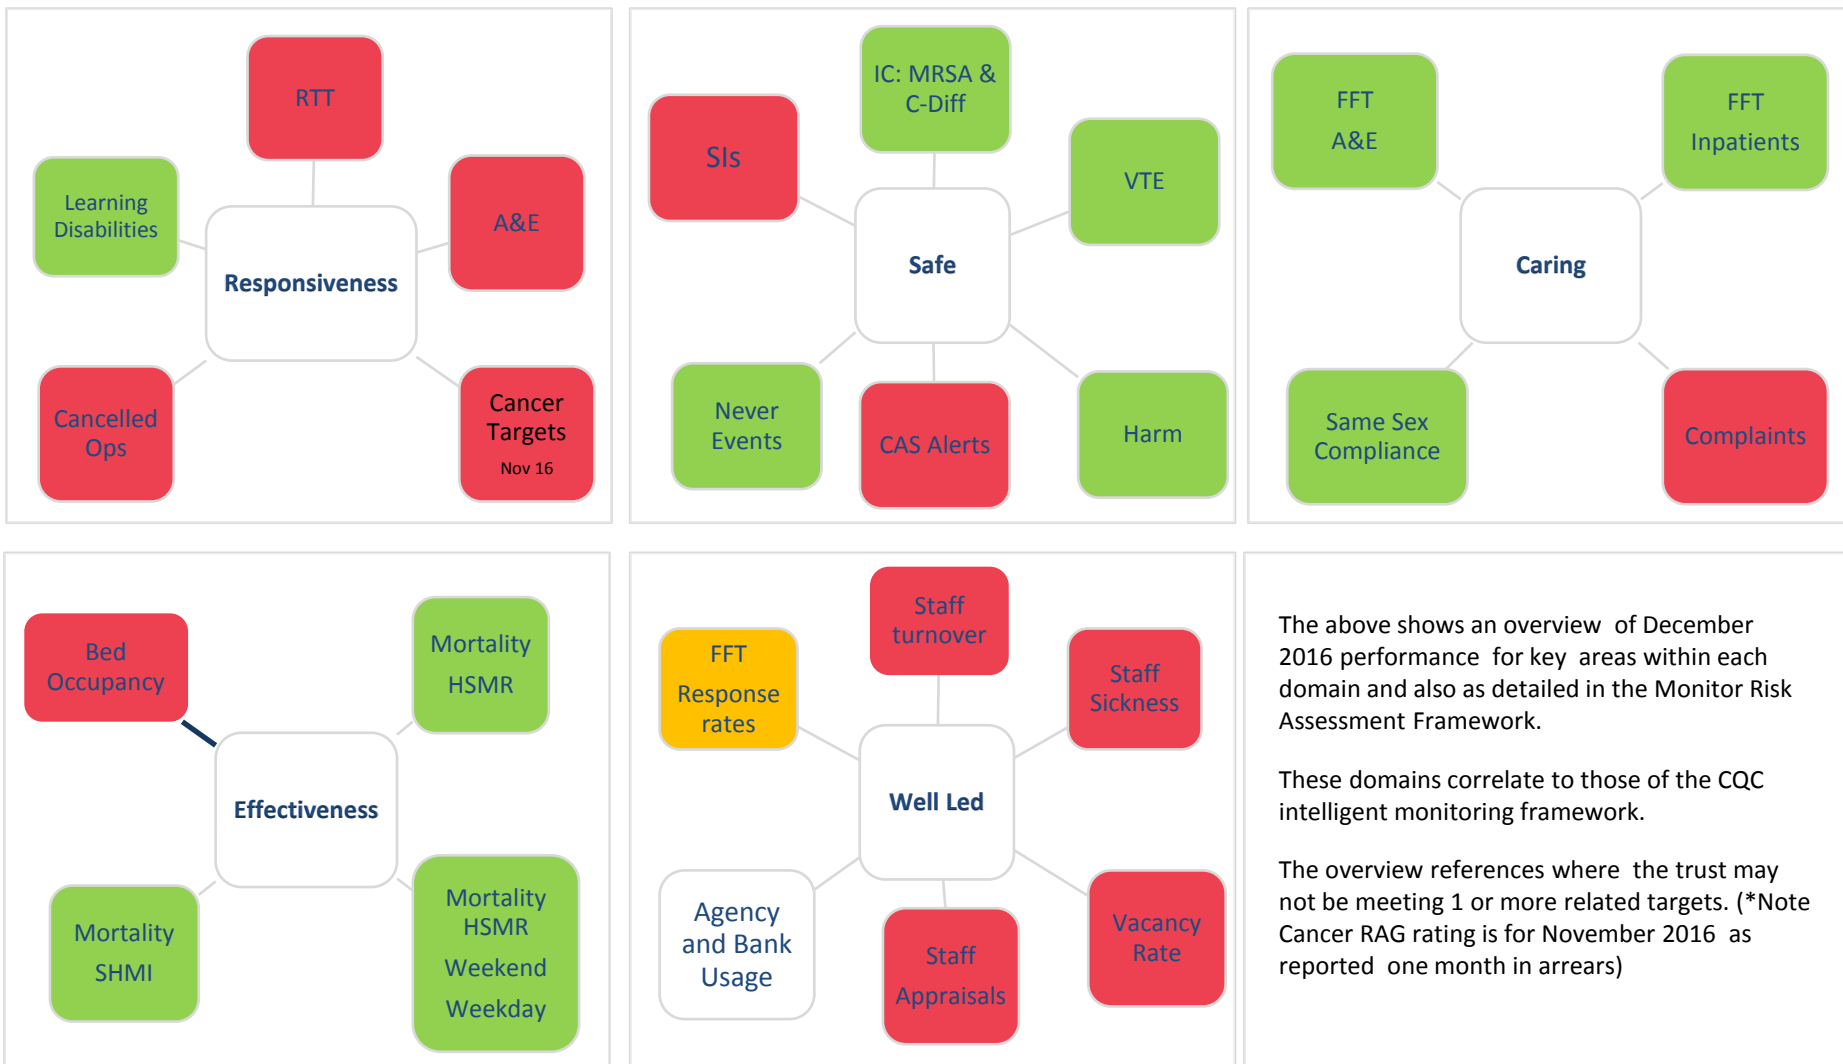 RTT
Learning
Disabilities
A&E
Responsiveness
Cancelled
Ops
Cancer
Targets
Nov 16
IC: MRSA &
C-Diff
SIs
VTE
Safe
Never
Events
CAS Alerts
Harm
FFT
A&E
FFT
Inpatients
Caring
Same Sex
Compliance
Complaints
Bed
Occupancy
Mortality
HSMR
Effectiveness
Mortality
SHMI
Mortality
HSMR
Weekend
Weekday
Staff
turnover
FFT
Response
rates
Staff
Sickness
Well Led
Agency
and Bank
Usage
Staff
Appraisals
Vacancy
Rate
The above shows an overview of December
2016 performance for key areas within each
domain and also as detailed in the Monitor Risk
Assessment Framework.
These domains correlate to those of the CQC
intelligent monitoring framework.
The overview references where the trust may
not be meeting 1 or more related targets. (*Note
Cancer RAG rating is for November 2016 as
reported one month in arrears)